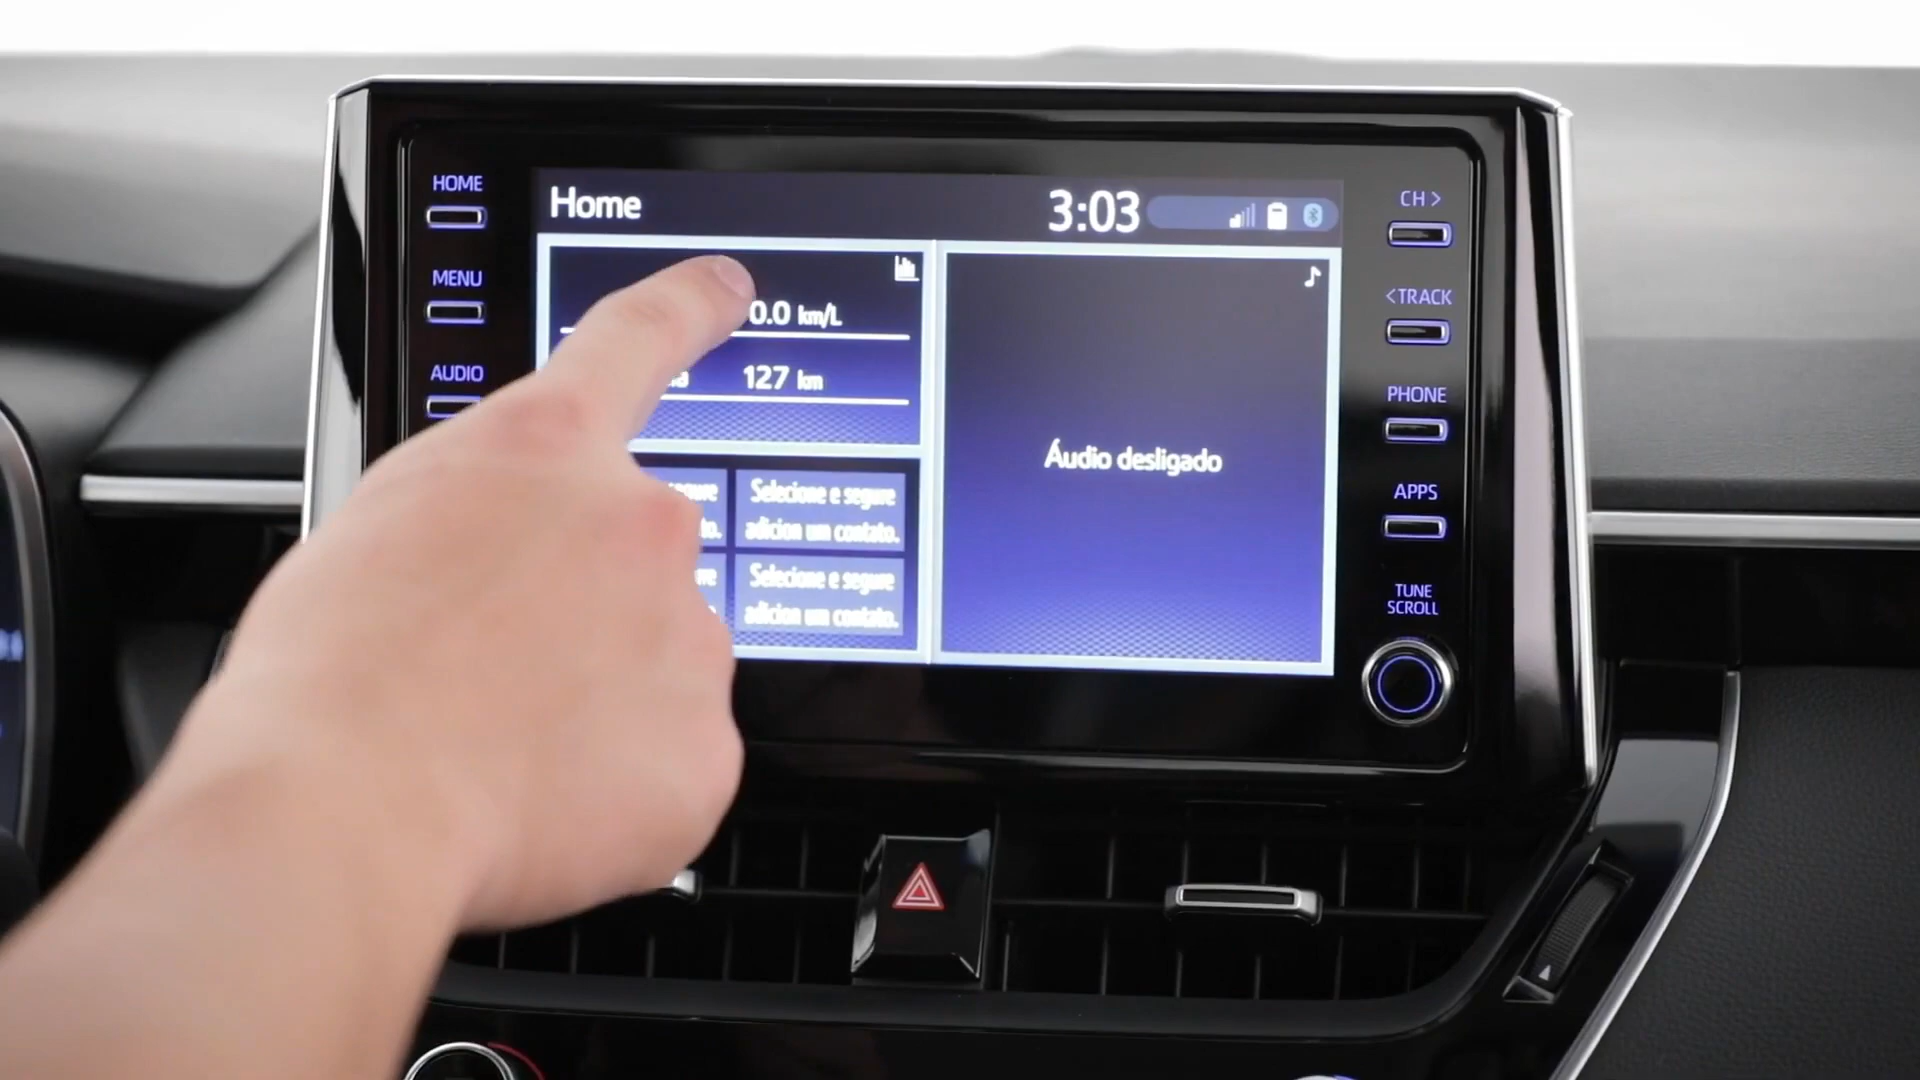 HOME
MENU
AUDIO
Home
3:03
0.0 km/L
127 km
Selecione e segure
adicion um contato.
Selecione e segure
adicion um contato.
Áudio desligado
CH >
<TRACK
PHONE
APPS
TUNE
SCROLL